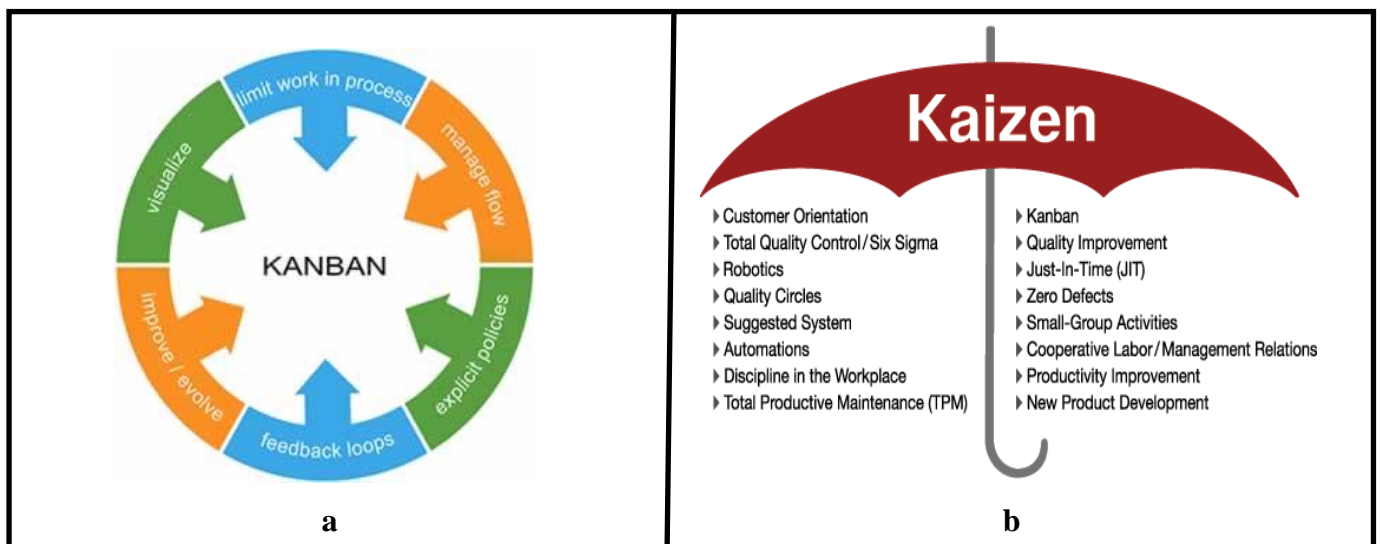 limit work in process
manage flow
explicit policies
feedback loops
improve / evolve
visualize
KANBAN
a
Kaizen
Customer Orientation
Total Quality Control/Six Sigma
Robotics
Quality Circles
Suggested System
Automations
Discipline in the Workplace
Total Productive Maintenance (TPM)
Kanban
Quality Improvement
Just-In-Time (JIT)
Zero Defects
Small-Group Activities
Cooperative Labor/Management Relations
Productivity Improvement
New Product Development
b